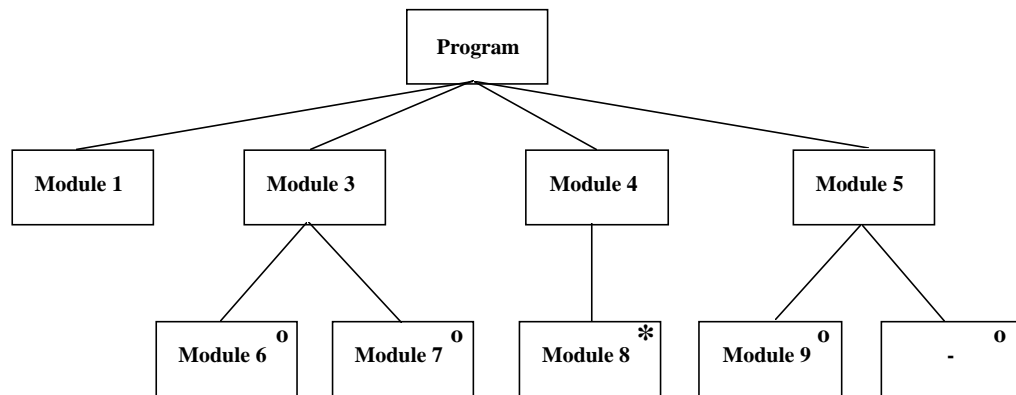 Program
Module 1
Module 3
Module 4
Module 5
Module 6 o
Module 7 o
Module 8 *
Module 9 o
- o